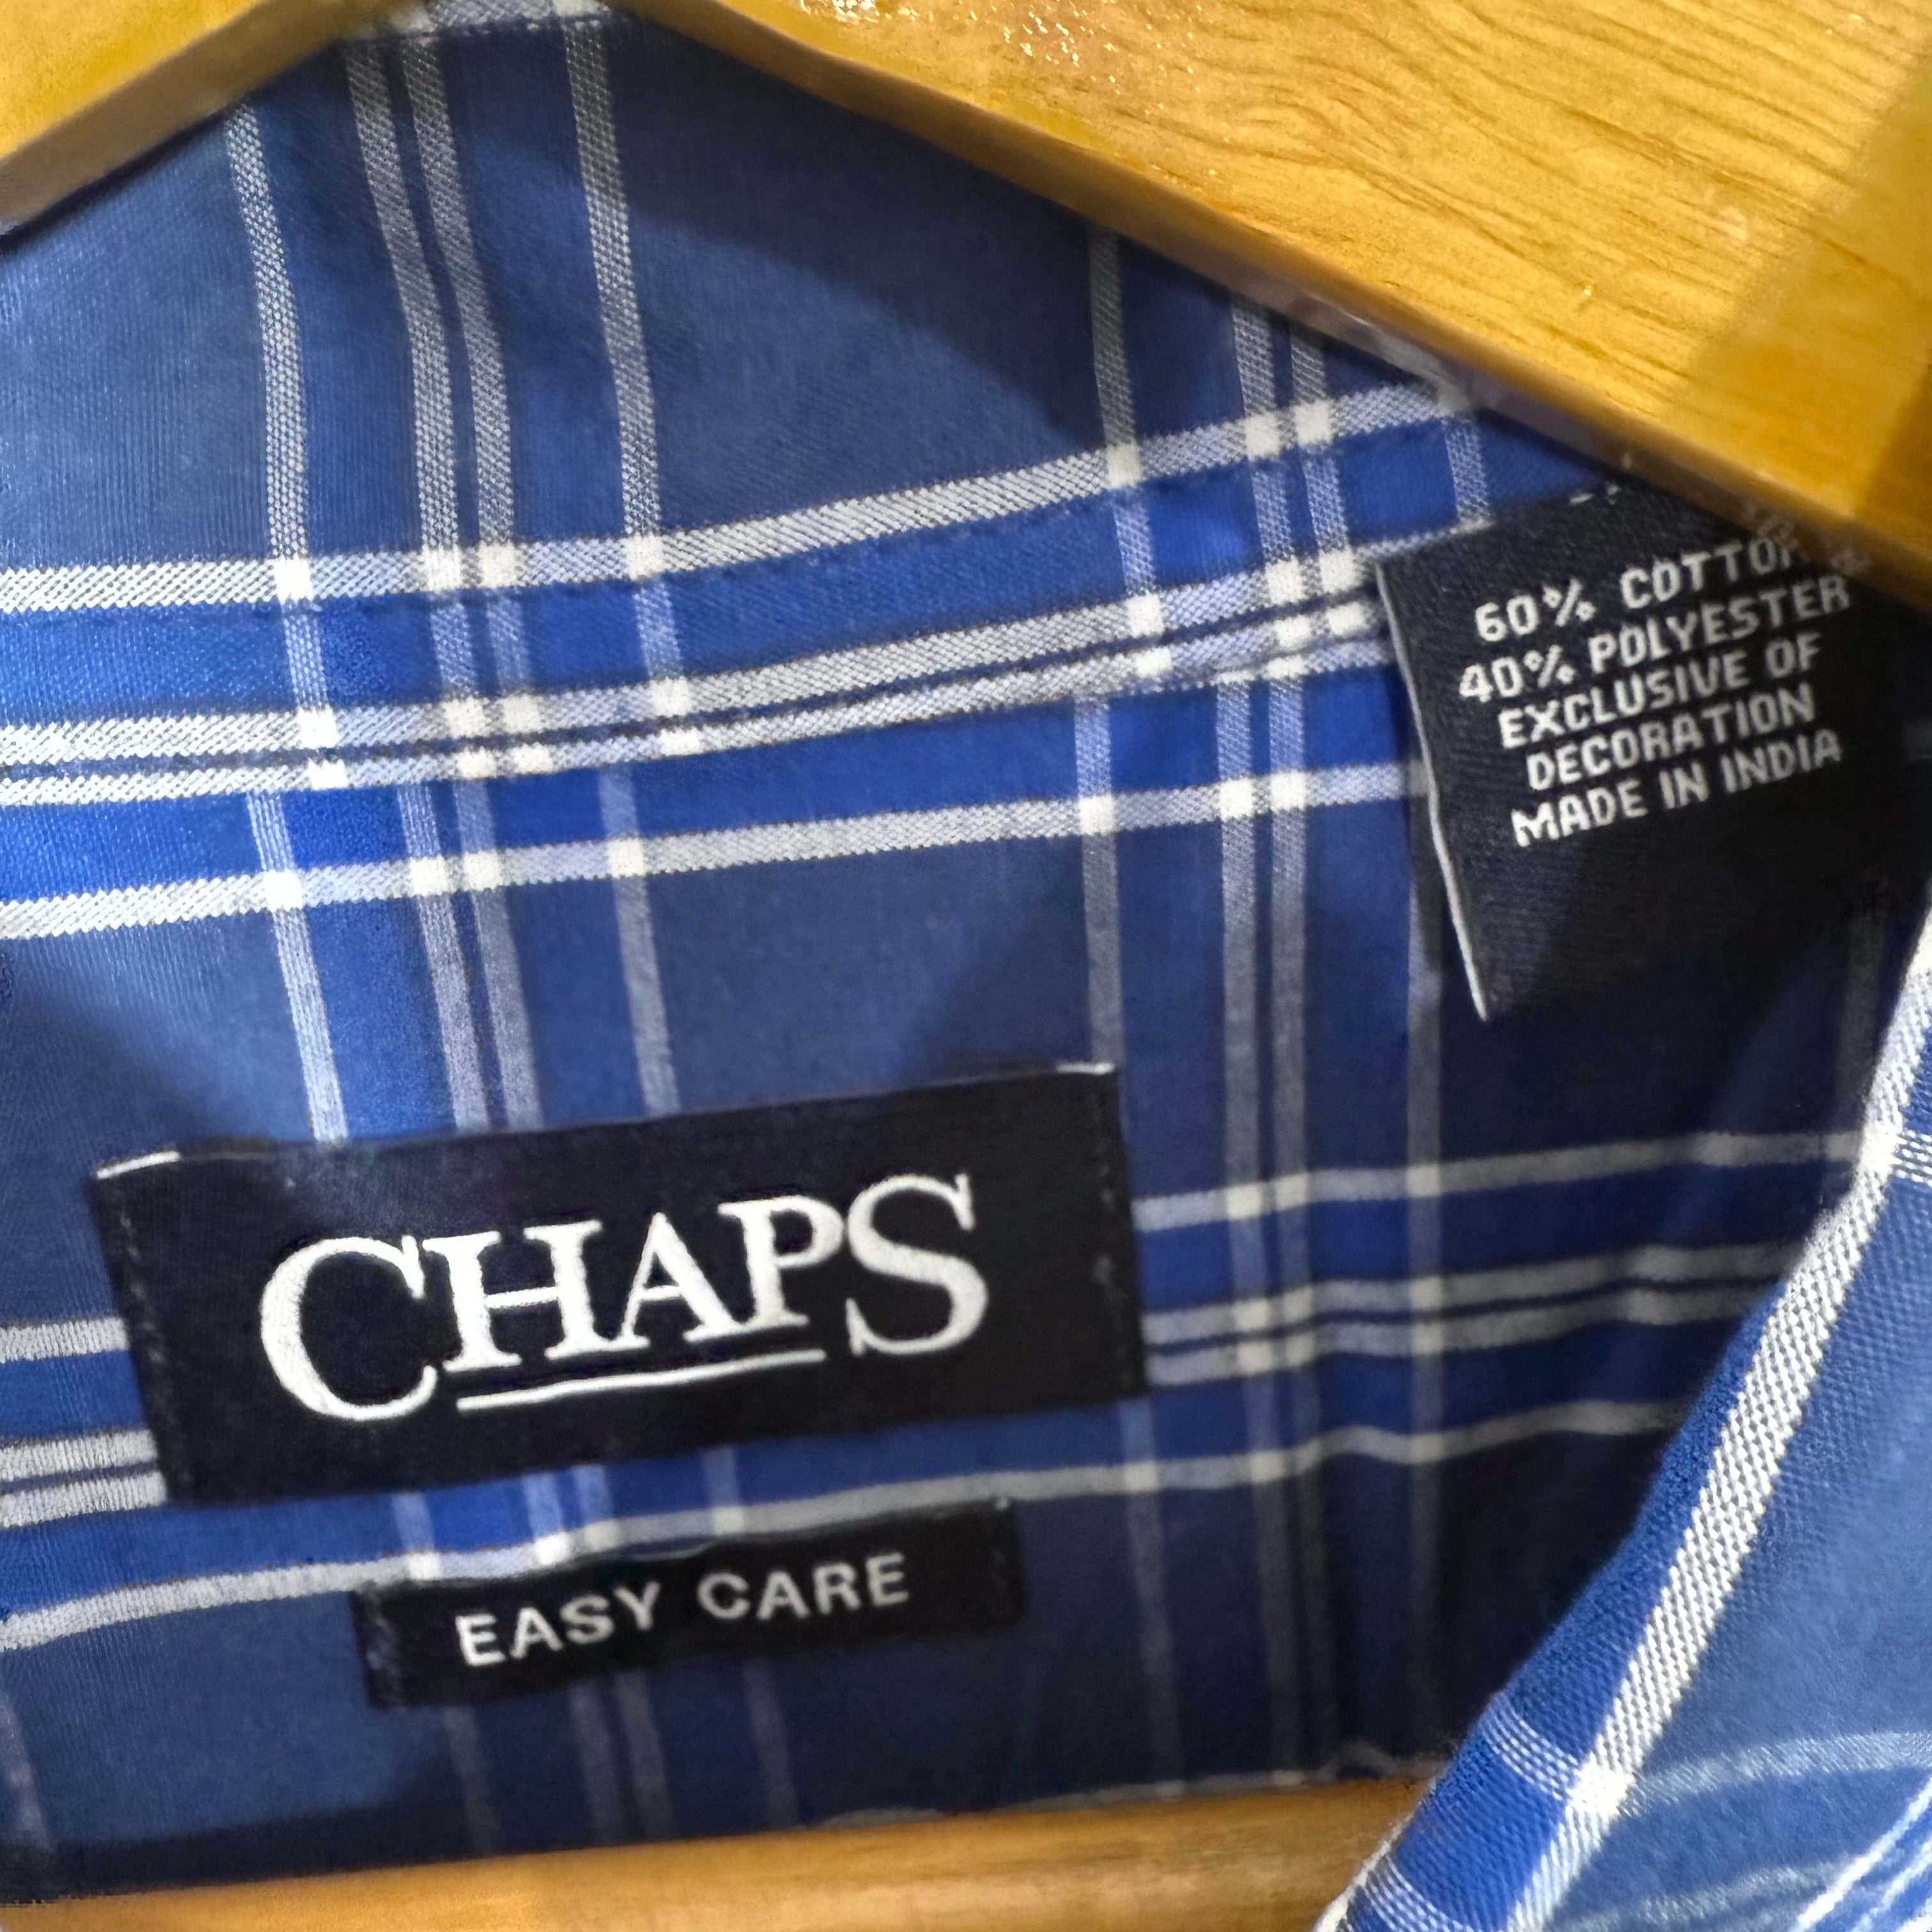 60% COTTON
40% POLYESTER
EXCLUSIVE OF
DECORATION
MADE IN INDIA
CHAPS
EASY CARE